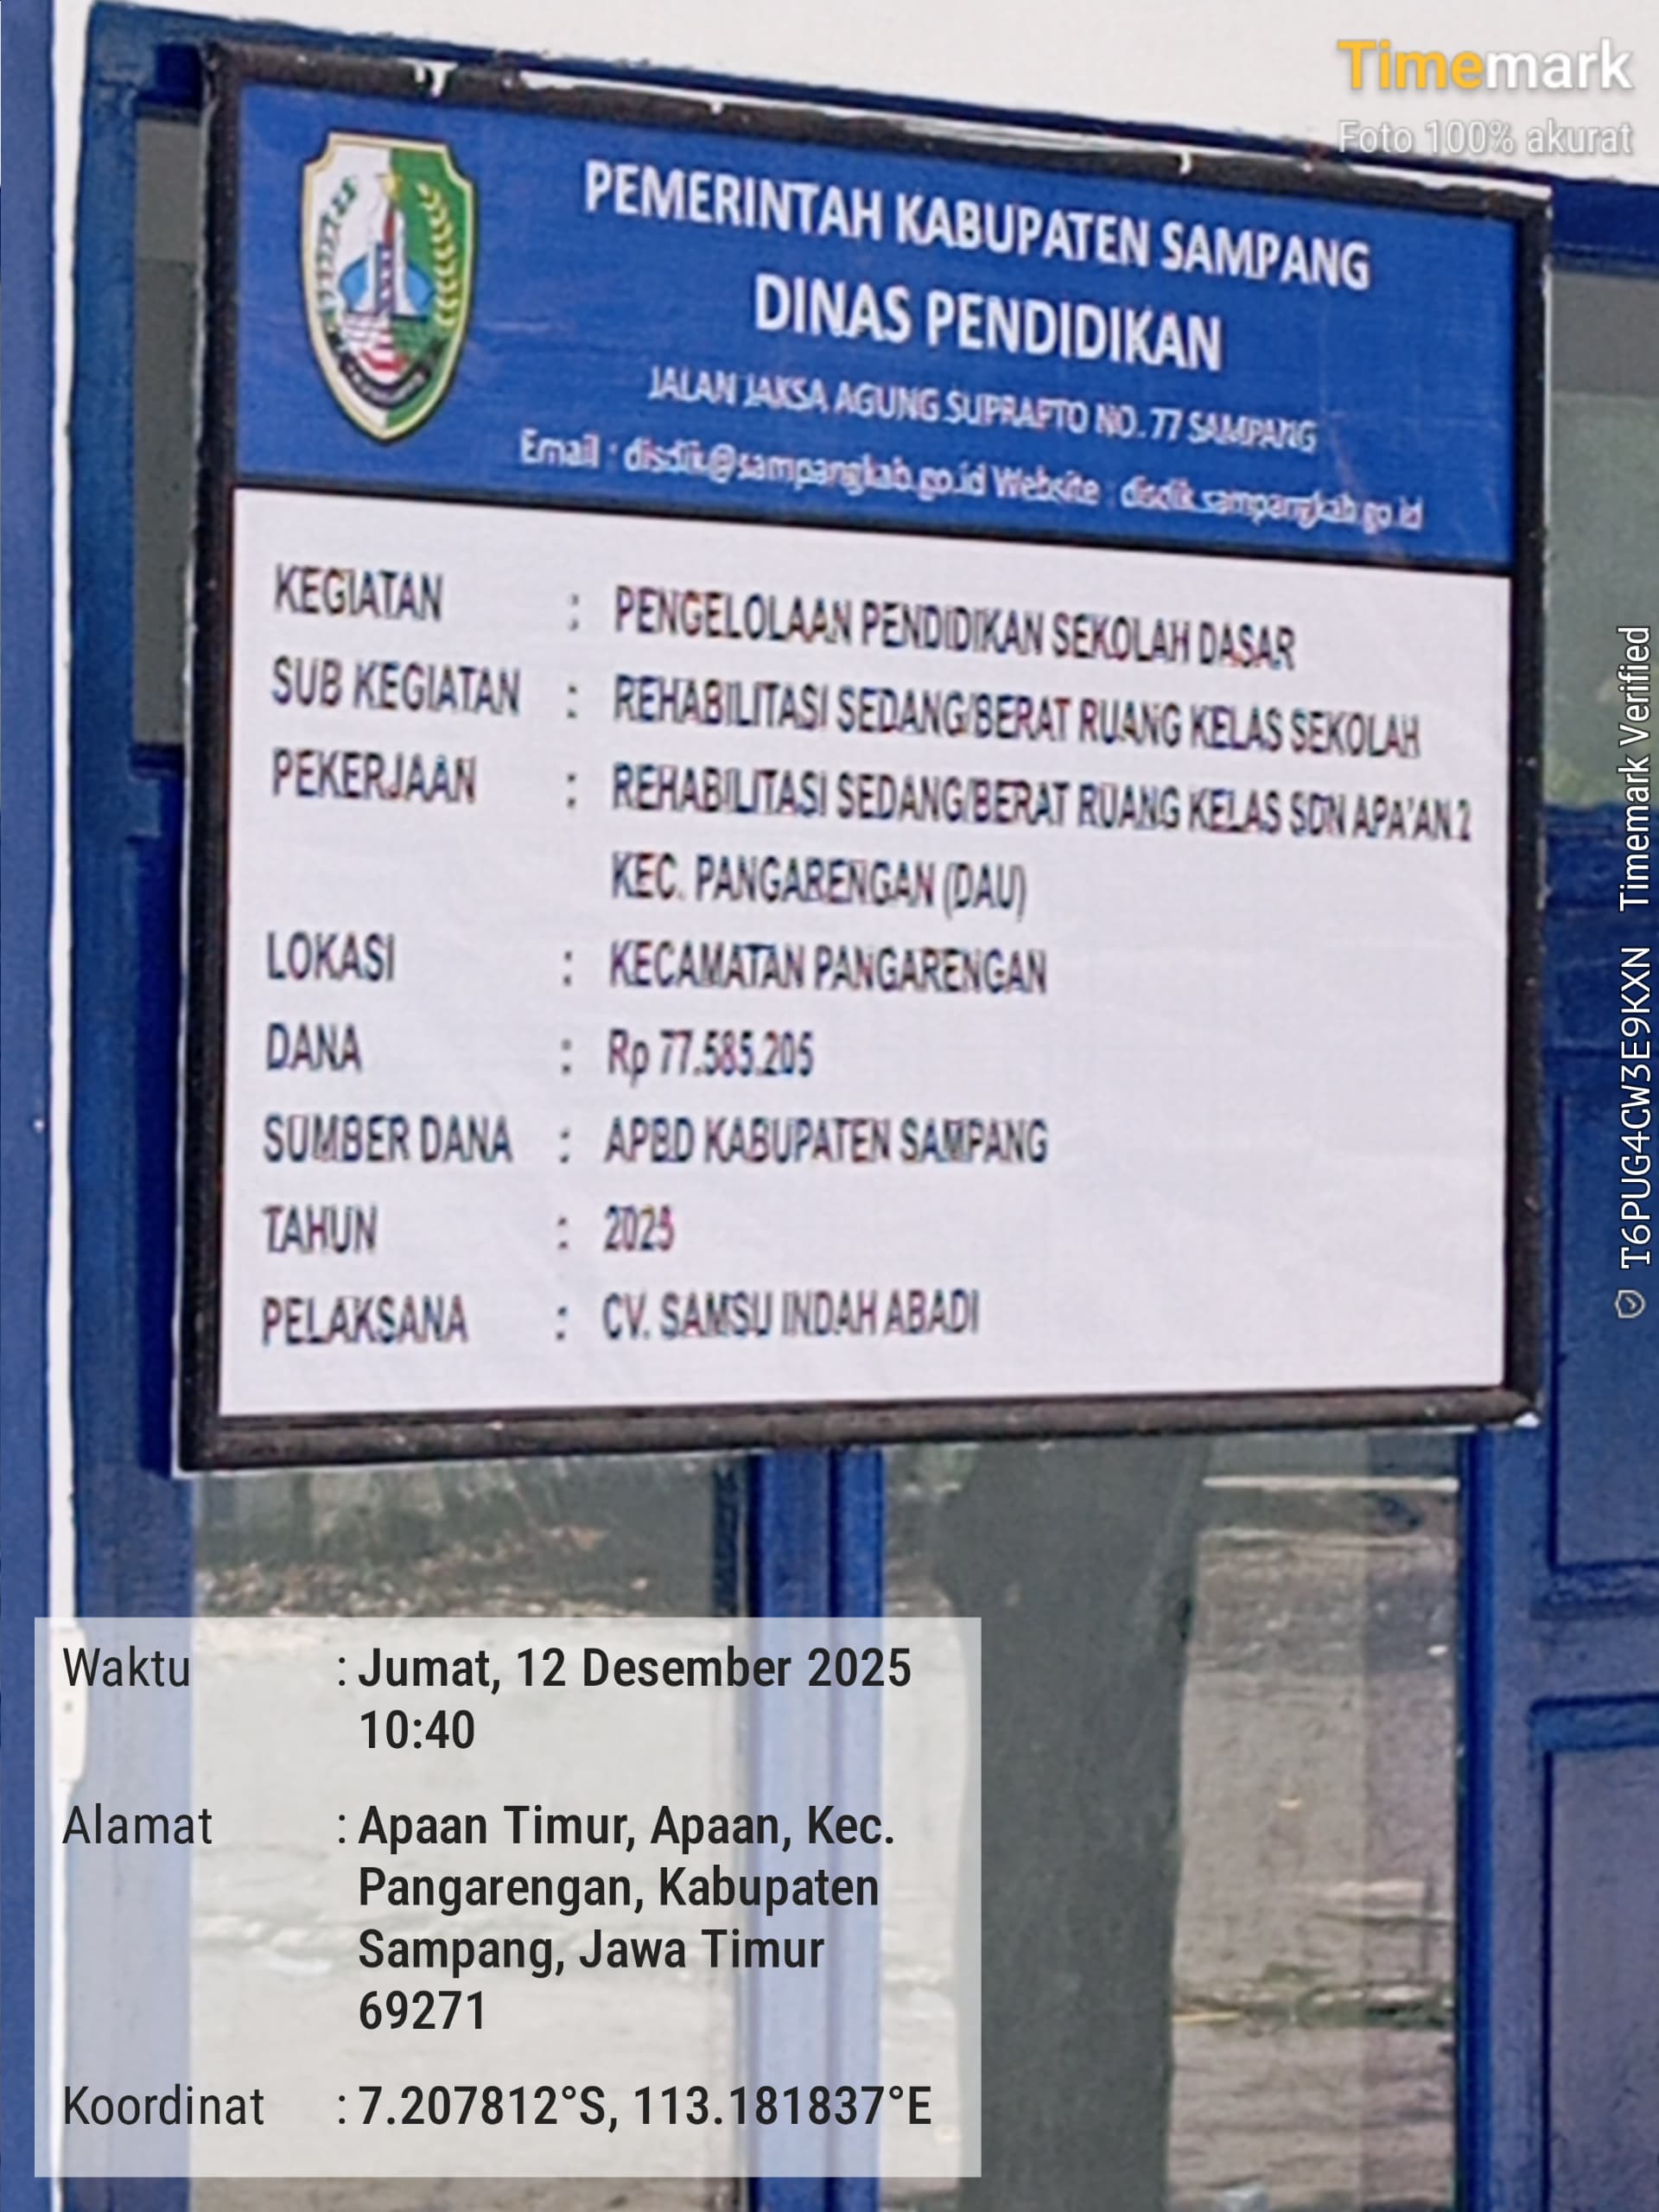 Timemark
Foto 100% akurat
PEMERINTAH KABUPATEN SAMPANG
DINAS PENDIDIKAN
JALAN JAKSA AGUNG SUPRAPTO NO. 77 SAMPANG
Email : disdik@sampangkab.go.id Website : disdik.sampangkab.go.id
KEGIATAN : PENGELOLAAN PENDIDIKAN SEKOLAH DASAR
SUB KEGIATAN : REHABILITASI SEDANG/BERAT RUANG KELAS SEKOLAH
PEKERJAAN : REHABILITASI SEDANG/BERAT RUANG KELAS SDN APA'AN 2
KEC. PANGARENGAN (DAU)
LOKASI : KECAMATAN PANGARENGAN
DANA : Rp 77.585.205
SUMBER DANA : APBD KABUPATEN SAMPANG
TAHUN : 2025
PELAKSANA : CV. SAMSU INDAH ABADI
T6PUG4CW3E9KXN Timemark Verified
Waktu : Jumat, 12 Desember 2025
10:40
Alamat : Apaan Timur, Apaan, Kec.
Pangarengan, Kabupaten
Sampang, Jawa Timur
69271
Koordinat : 7.207812°S, 113.181837°E